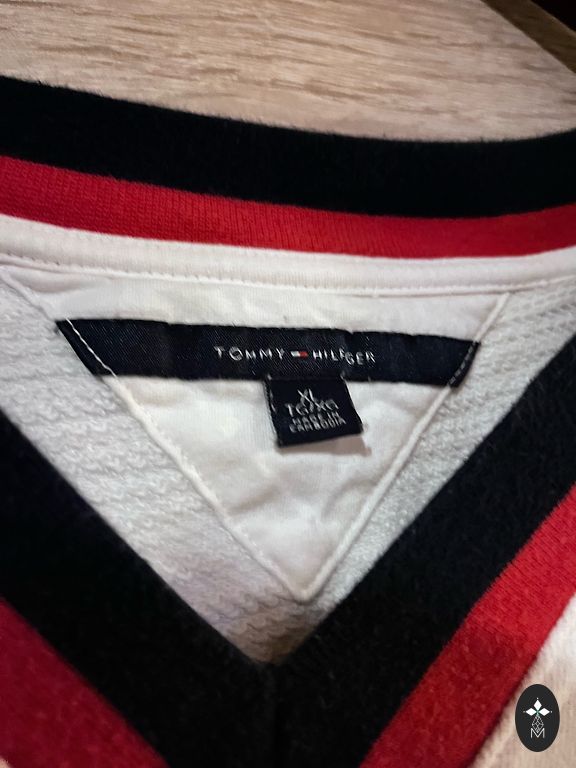 TOMMY HILFIGER
XL
TG/XG
MADE IN
CAMBODIA
M